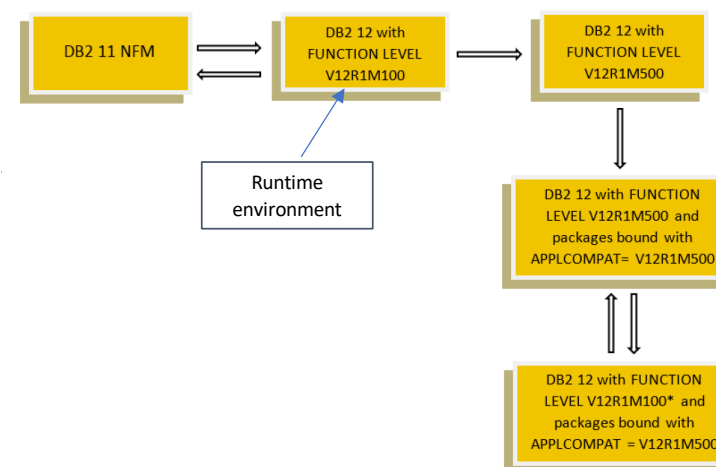 DB2 11 NFM
DB2 12 with
FUNCTION LEVEL
V12R1M100
DB2 12 with
FUNCTION LEVEL
V12R1M500
Runtime
environment
DB2 12 with FUNCTION
LEVEL V12R1M500 and
packages bound with
APPLCOMPAT= V12R1M500
DB2 12 with FUNCTION
LEVEL V12R1M100* and
packages bound with
APPLCOMPAT = V12R1M500